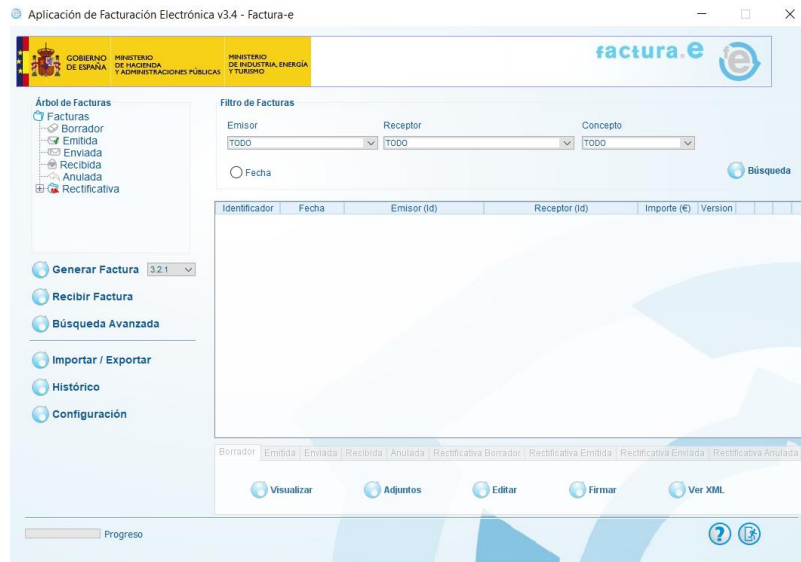 Aplicación de Facturación Electrónica v3.4 - Factura-e
GOBIERNO DE ESPAÑA
MINISTERIO DE HACIENDA Y ADMINISTRACIONES PÚBLICAS
MINISTERIO DE INDUSTRIA, ENERGÍA Y TURISMO
factura.e
Árbol de Facturas
Facturas
Borrador
Emitida
Enviada
Recibida
Anulada
Rectificativa
Filtro de Facturas
Emisor Receptor Concepto
TODO TODO TODO
Fecha Búsqueda
Identificador Fecha Emisor (Id) Receptor (Id) Importe (€) Version
Generar Factura 3.2.1
Recibir Factura
Búsqueda Avanzada
Importar / Exportar
Histórico
Configuración
Borrador Emitida Enviada Recibida Anulada Rectificativa Borrador Rectificativa Emitida Rectificativa Enviada Rectificativa Anulada
Visualizar Adjuntos Editar Firmar Ver XML
Progreso
?